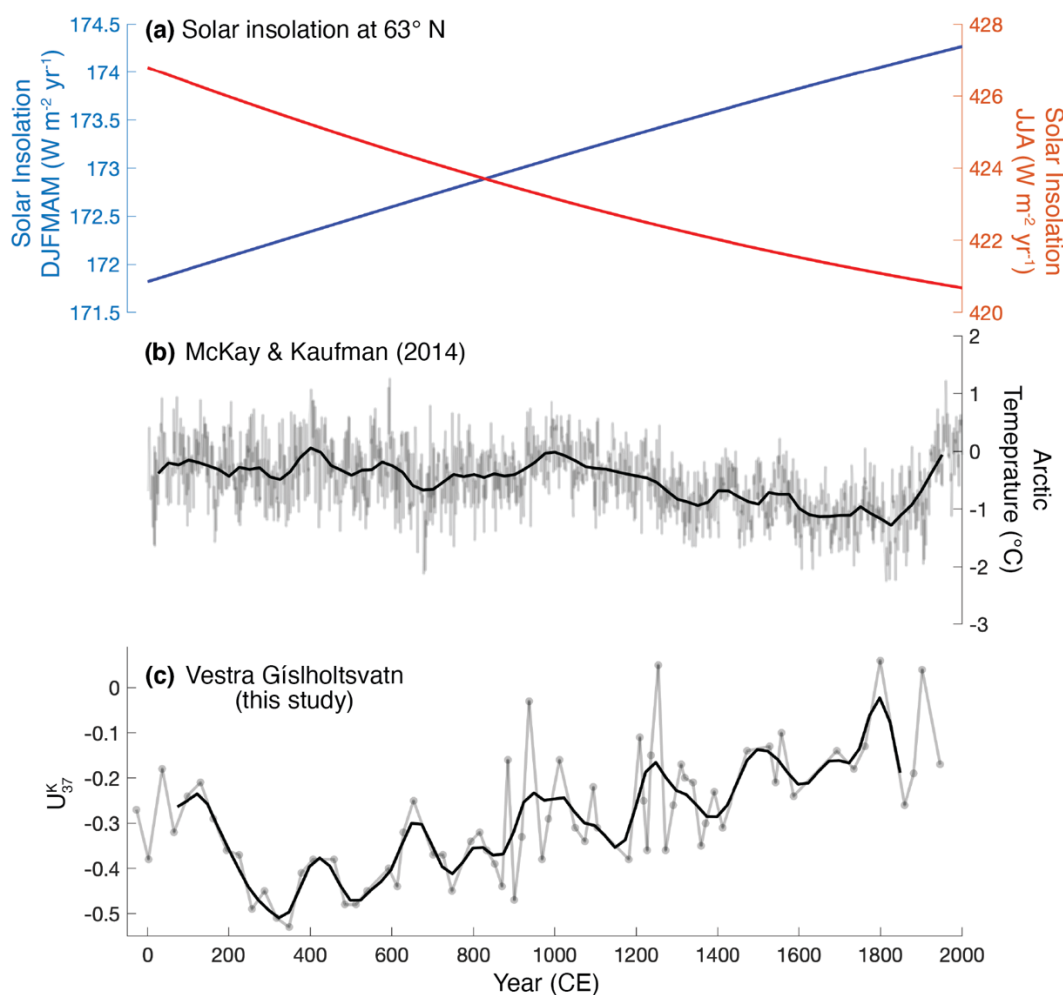 (a) Solar insolation at 63° N
174.5
174
173.5
173
172.5
172
171.5
Solar Insolation
DJFMAM (W m⁻² yr⁻¹)
428
426
424
422
420
Solar Insolation
JJA (W m⁻² yr⁻¹)
(b) McKay & Kaufman (2014)
2
1
0
-1
-2
-3
Arctic
Temeprature (°C)
(c) Vestra Gíslholtsvatn
(this study)
0
-0.1
-0.2
-0.3
-0.4
-0.5
U₃₇ᴷ
0 200 400 600 800 1000 1200 1400 1600 1800 2000
Year (CE)